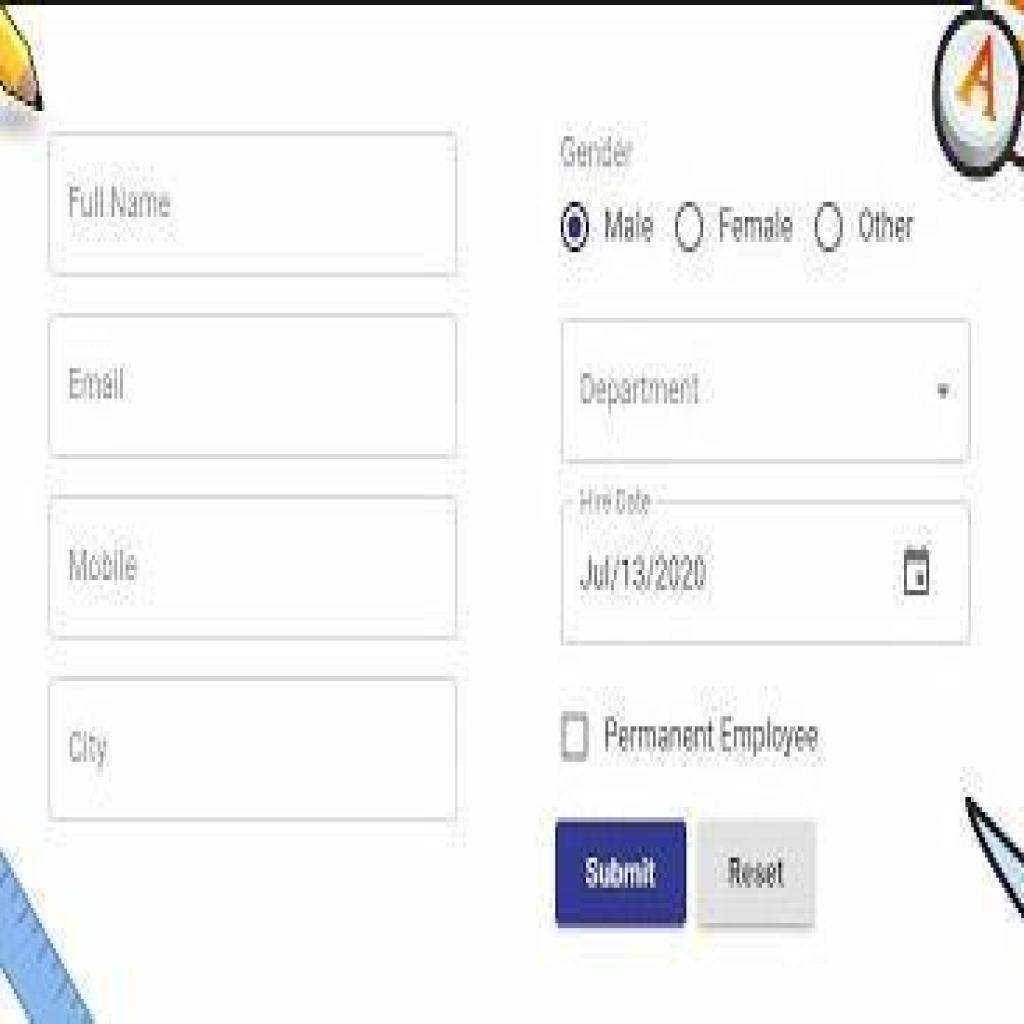 Full Name
Email
Mobile
City
Gender
Male Female Other
Department
Hire Date
Jul/13/2020
Permanent Employee
Submit Reset
A